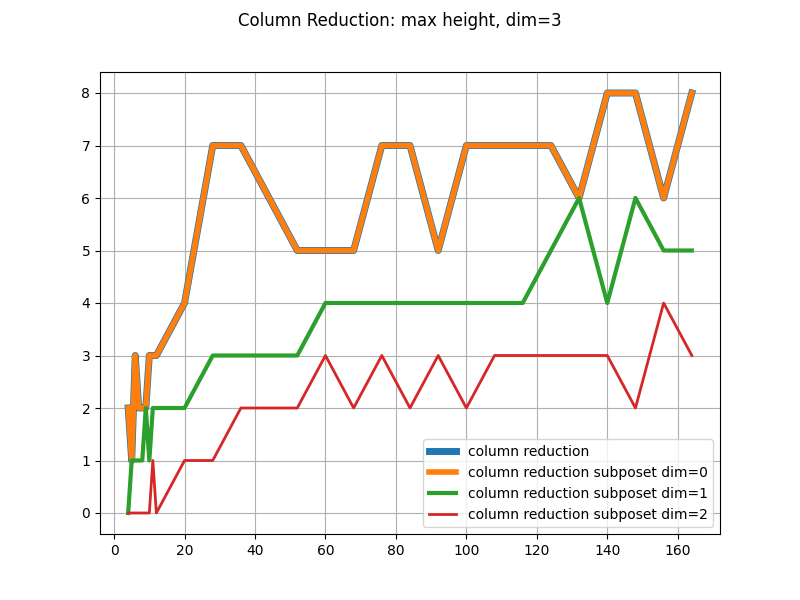 Column Reduction: max height, dim=3
8
7
6
5
4
3
2
1
0
column reduction
column reduction subposet dim=0
column reduction subposet dim=1
column reduction subposet dim=2
0 20 40 60 80 100 120 140 160